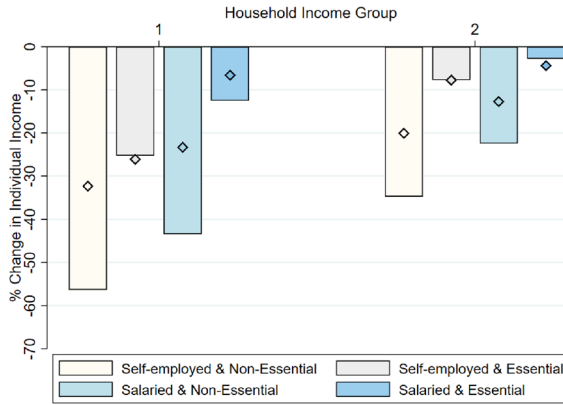 Household Income Group
1 2
0
-10
-20
-30
-40
-50
-60
-70
% Change in Individual Income
Self-employed & Non-Essential Self-employed & Essential
Salaried & Non-Essential Salaried & Essential